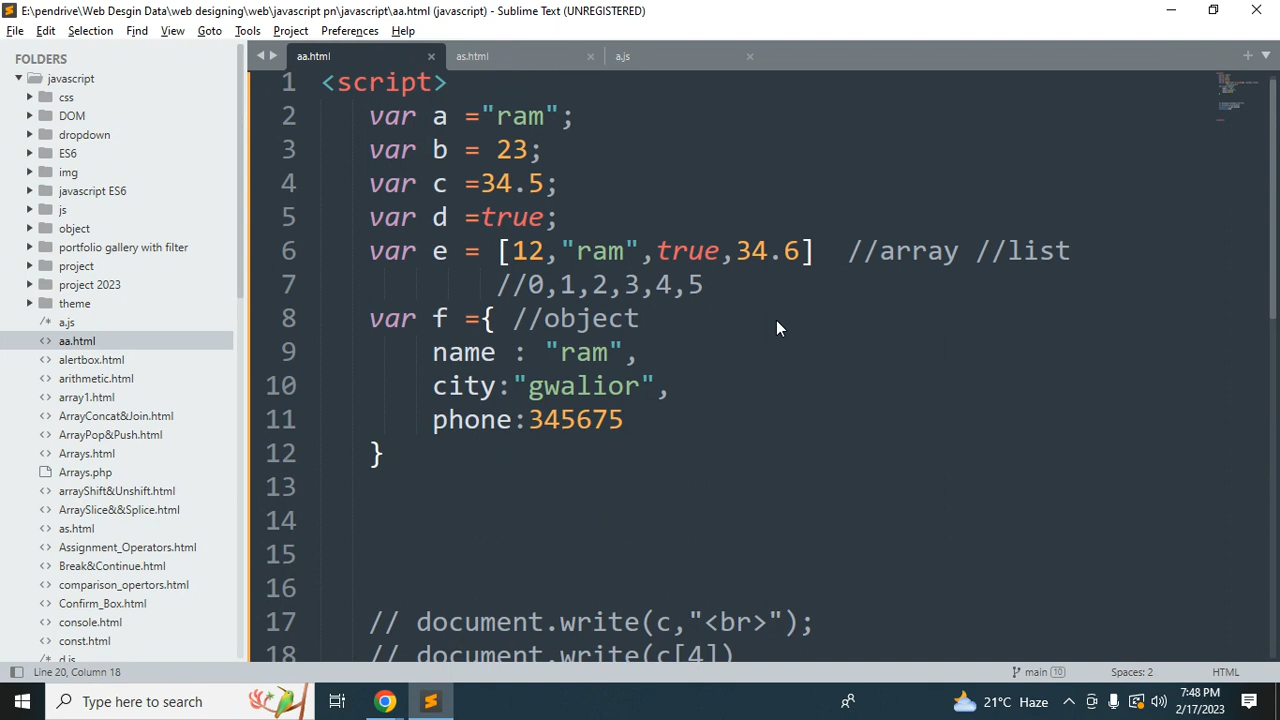 E:\pendrive\Web Desgin Data\web designing\web\javascript pn\javascript\aa.html (javascript) - Sublime Text (UNREGISTERED)
File Edit Selection Find View Goto Tools Project Preferences Help
FOLDERS
javascript
css
DOM
dropdown
ES6
img
javascript ES6
js
object
portfolio gallery with filter
project
project 2023
theme
/* a.js
<> aa.html
<> alertbox.html
<> arithmetic.html
<> array1.html
<> ArrayConcat&Join.html
<> ArrayPop&Push.html
<> Arrays.html
Arrays.php
<> arrayShift&Unshift.html
<> ArraySlice&&Splice.html
<> as.html
<> Assignment_Operators.html
<> Break&Continue.html
<> comparison_opertors.html
<> Confirm_Box.html
<> console.html
<> const.html
/* d.js
aa.html × as.html × a.js ×
1 <script>
2 var a ="ram";
3 var b = 23;
4 var c =34.5;
5 var d =true;
6 var e = [12,"ram",true,34.6] //array //list
7 //0,1,2,3,4,5
8 var f ={ //object
9 name : "ram",
10 city:"gwalior",
11 phone:345675
12 }
13
14
15
16
17 // document.write(c,"<br>");
18 // document.write(c[4])
Line 20, Column 18 main 10 Spaces: 2 HTML
Type here to search
21°C Haze
7:48 PM
2/17/2023